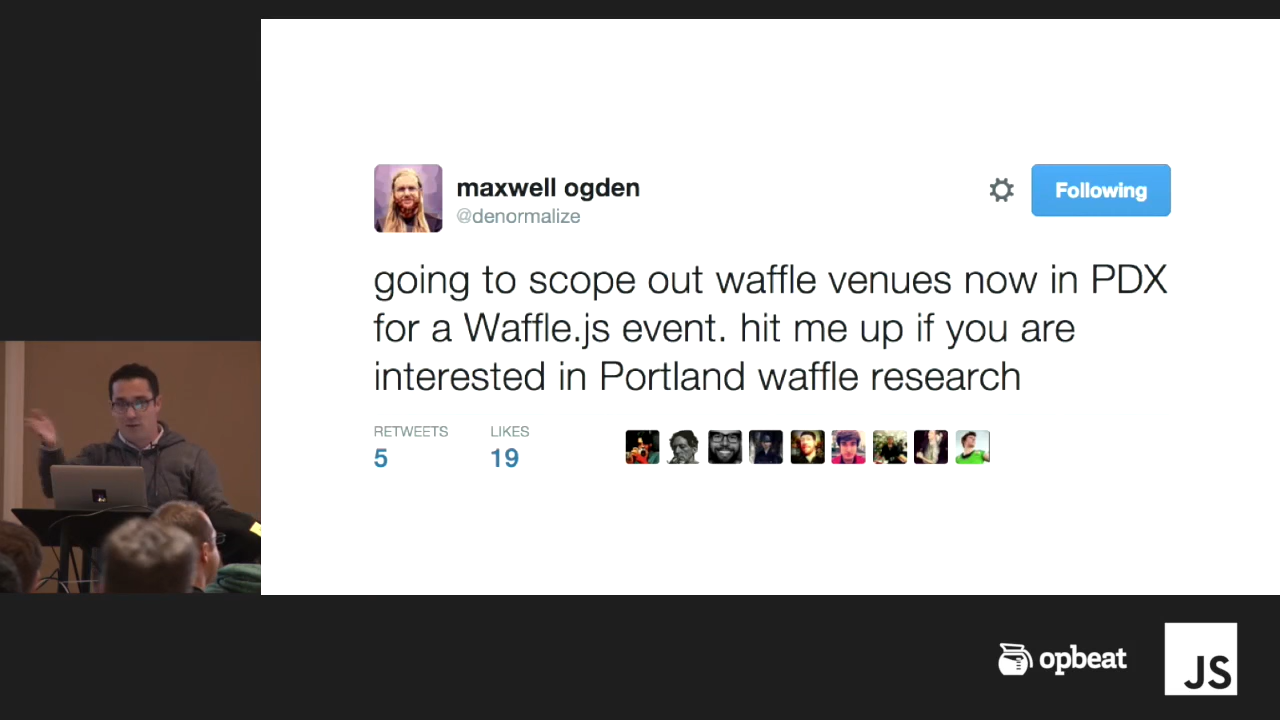 maxwell ogden
@denormalize
Following
going to scope out waffle venues now in PDX
for a Waffle.js event. hit me up if you are
interested in Portland waffle research
RETWEETS
LIKES
5
19
opbeat
JS